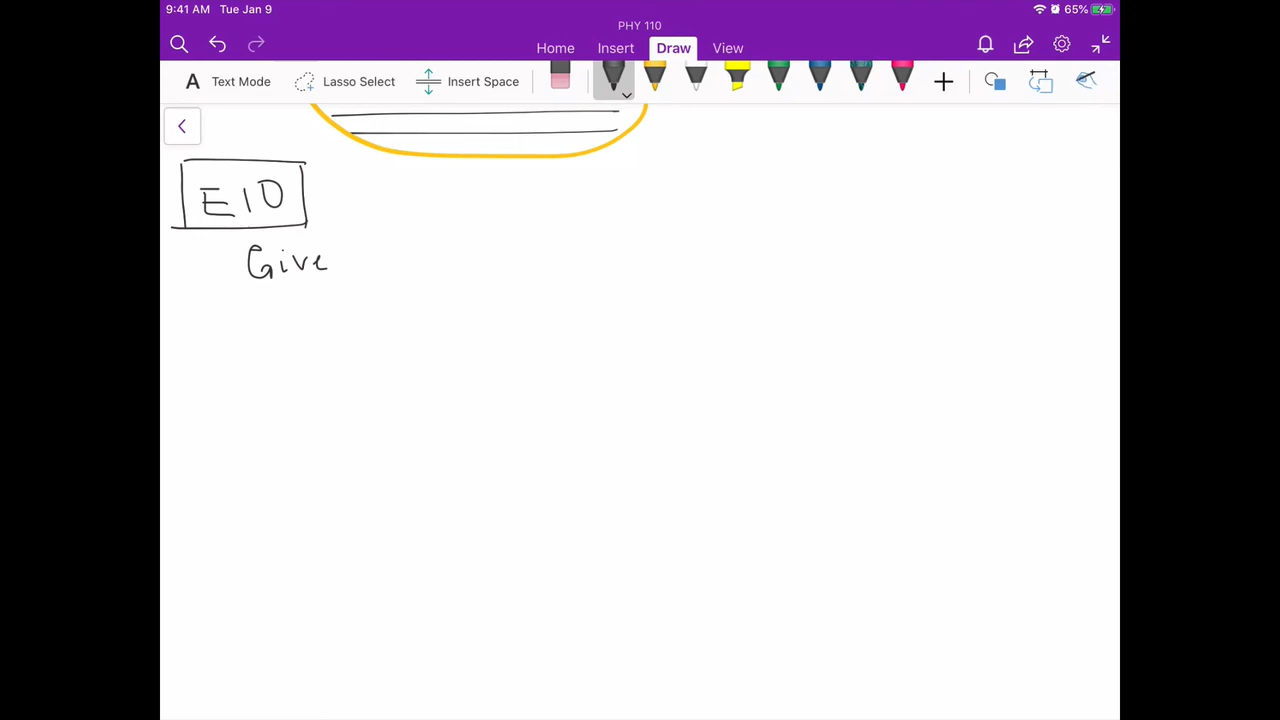 9:41 AM Tue Jan 9 65%
PHY 110
Home Insert Draw View
A Text Mode Lasso Select Insert Space
E10
Give